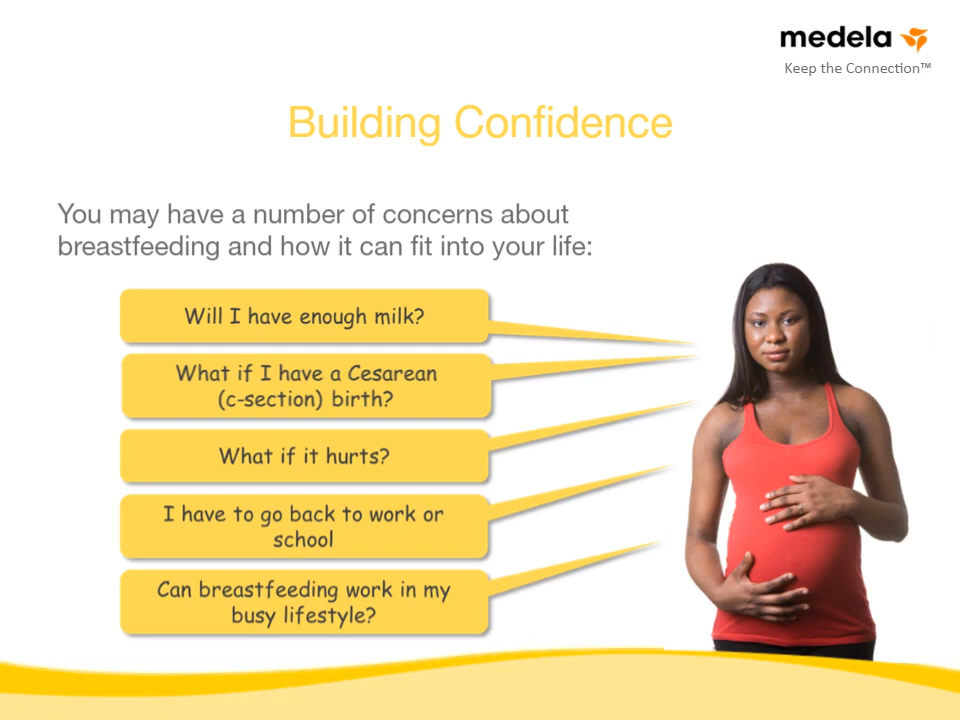 medela
Keep the Connection™
Building Confidence
You may have a number of concerns about
breastfeeding and how it can fit into your life:
Will I have enough milk?
What if I have a Cesarean
(c-section) birth?
What if it hurts?
I have to go back to work or
school
Can breastfeeding work in my
busy lifestyle?